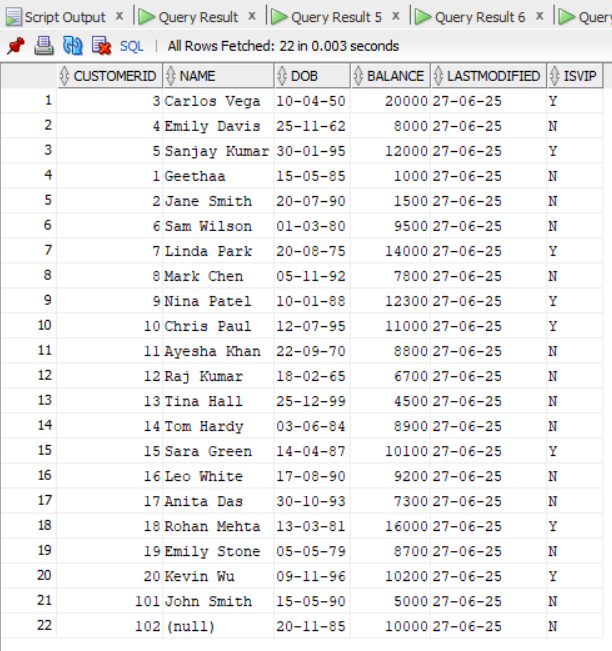 Script Output x Query Result x Query Result 5 x Query Result 6 x Query
SQL | All Rows Fetched: 22 in 0.003 seconds
CUSTOMERID NAME DOB BALANCE LASTMODIFIED ISVIP
1 3 Carlos Vega 10-04-50 20000 27-06-25 Y
2 4 Emily Davis 25-11-62 8000 27-06-25 N
3 5 Sanjay Kumar 30-01-95 12000 27-06-25 Y
4 1 Geethaa 15-05-85 1000 27-06-25 N
5 2 Jane Smith 20-07-90 1500 27-06-25 N
6 6 Sam Wilson 01-03-80 9500 27-06-25 N
7 7 Linda Park 20-08-75 14000 27-06-25 Y
8 8 Mark Chen 05-11-92 7800 27-06-25 N
9 9 Nina Patel 10-01-88 12300 27-06-25 Y
10 10 Chris Paul 12-07-95 11000 27-06-25 Y
11 11 Ayesha Khan 22-09-70 8800 27-06-25 N
12 12 Raj Kumar 18-02-65 6700 27-06-25 N
13 13 Tina Hall 25-12-99 4500 27-06-25 N
14 14 Tom Hardy 03-06-84 8900 27-06-25 N
15 15 Sara Green 14-04-87 10100 27-06-25 Y
16 16 Leo White 17-08-90 9200 27-06-25 N
17 17 Anita Das 30-10-93 7300 27-06-25 N
18 18 Rohan Mehta 13-03-81 16000 27-06-25 Y
19 19 Emily Stone 05-05-79 8700 27-06-25 N
20 20 Kevin Wu 09-11-96 10200 27-06-25 Y
21 101 John Smith 15-05-90 5000 27-06-25 N
22 102 (null) 20-11-85 10000 27-06-25 N